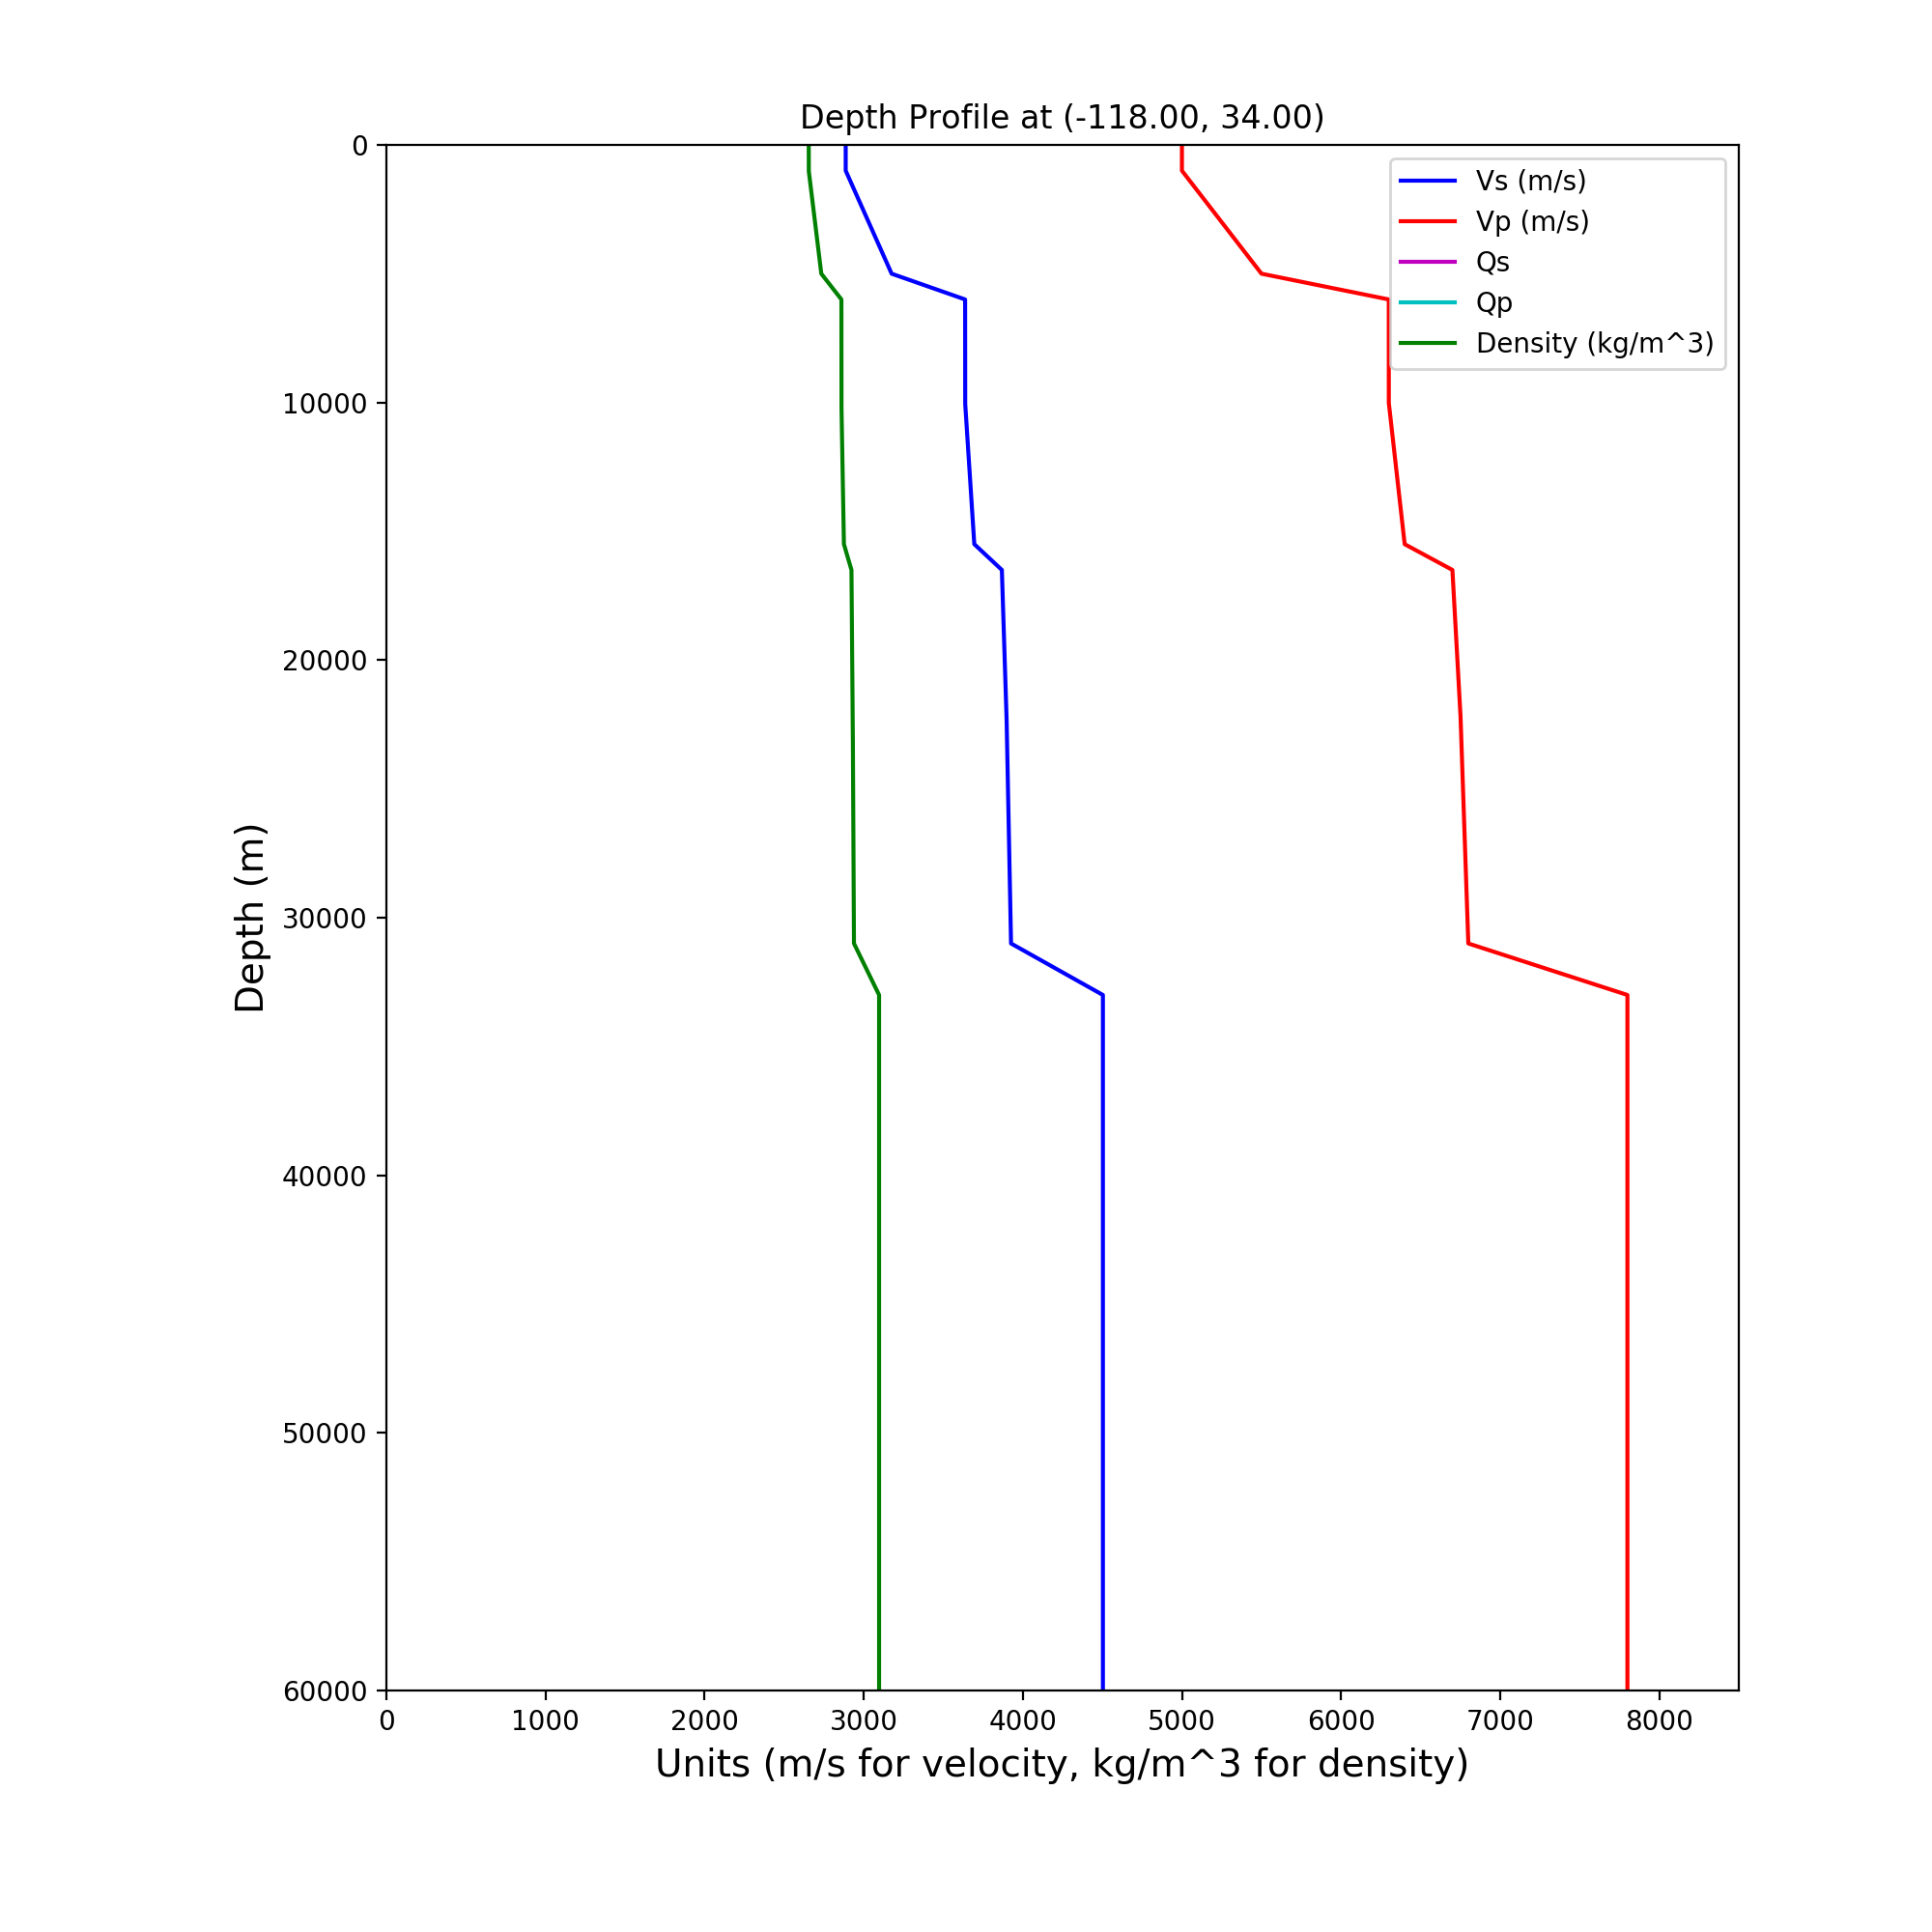 Depth Profile at (-118.00, 34.00)
Vs (m/s)
Vp (m/s)
Qs
Qp
Density (kg/m^3)
0
10000
20000
30000
40000
50000
60000
Depth (m)
0 1000 2000 3000 4000 5000 6000 7000 8000
Units (m/s for velocity, kg/m^3 for density)